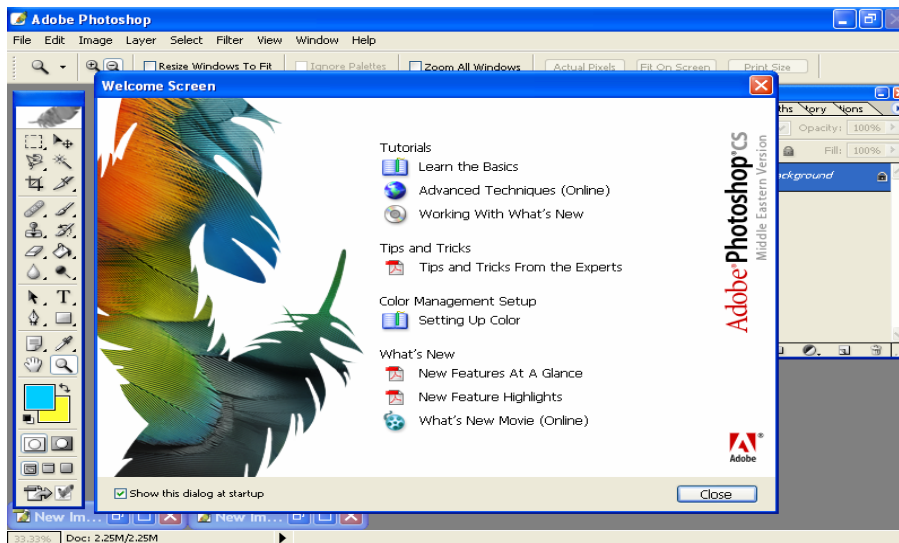 Adobe Photoshop
File Edit Image Layer Select Filter View Window Help
Resize Windows To Fit Ignore Palettes Zoom All Windows Actual Pixels Fit On Screen Print Size
Welcome Screen
Tutorials
Learn the Basics
Advanced Techniques (Online)
Working With What's New
Tips and Tricks
Tips and Tricks From the Experts
Color Management Setup
Setting Up Color
What's New
New Features At A Glance
New Feature Highlights
What's New Movie (Online)
Adobe® Photoshop® CS
Middle Eastern Version
Adobe
Show this dialog at startup
Close
Opacity: 100%
Fill: 100%
New Im...
New Im...
33.33% Doc: 2.25M/2.25M